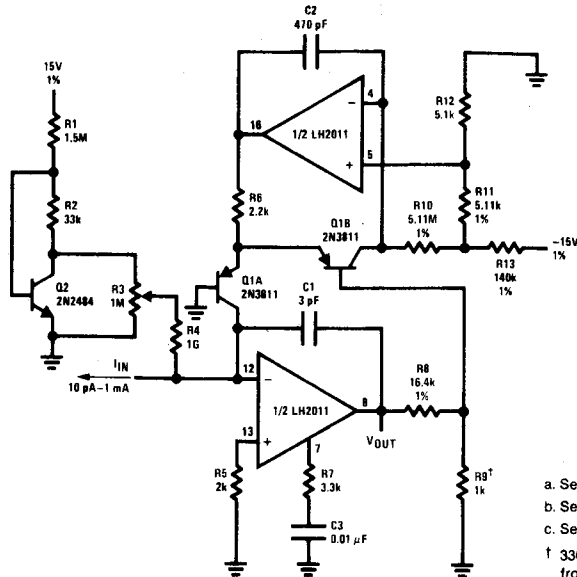 C2
470 pF
15V
1%
R1
1.5M
R2
33k
Q2
2N2484
R3
1M
R4
1G
I_IN
10 pA–1 mA
16
1/2 LH2011
4
–
5
+
R6
2.2k
Q1B
2N3811
Q1A
2N3811
R12
5.1k
R10
5.11M
1%
R11
5.11k
1%
–15V
1%
R13
140k
1%
C1
3 pF
12
–
1/2 LH2011
13
+
8
7
V_OUT
R8
16.4k
1%
R5
2k
R7
3.3k
C3
0.01 µF
R9†
1k
a. Se
b. Se
c. Se
† 330
from